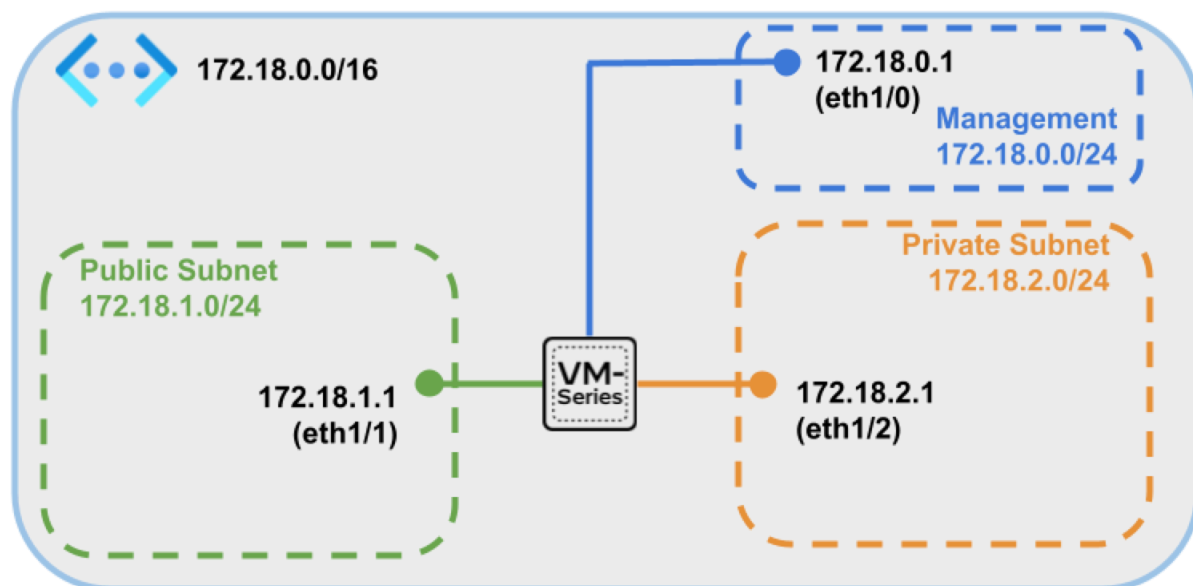 172.18.0.0/16
172.18.0.1
(eth1/0)
Management
172.18.0.0/24
Public Subnet
172.18.1.0/24
Private Subnet
172.18.2.0/24
172.18.1.1
(eth1/1)
VM-
Series
172.18.2.1
(eth1/2)